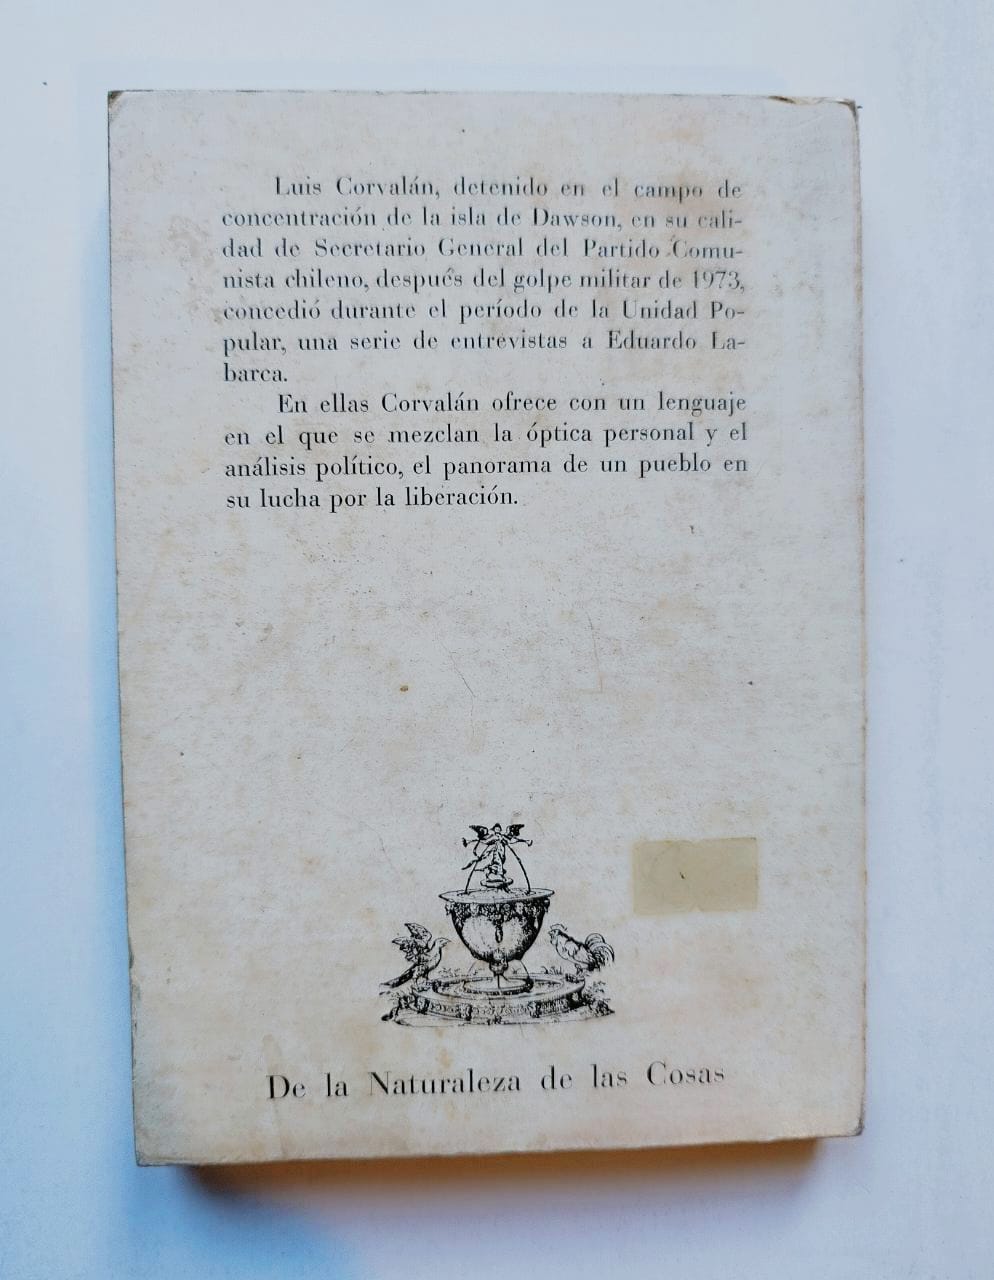 Luis Corvalán, detenido en el campo de
concentración de la isla de Dawson, en su cali-
dad de Secretario General del Partido Comu-
nista chileno, después del golpe militar de 1973,
concedió durante el período de la Unidad Po-
pular, una serie de entrevistas a Eduardo La-
barca.
En ellas Corvalán ofrece con un lenguaje
en el que se mezclan la óptica personal y el
análisis político, el panorama de un pueblo en
su lucha por la liberación.
De la Naturaleza de las Cosas